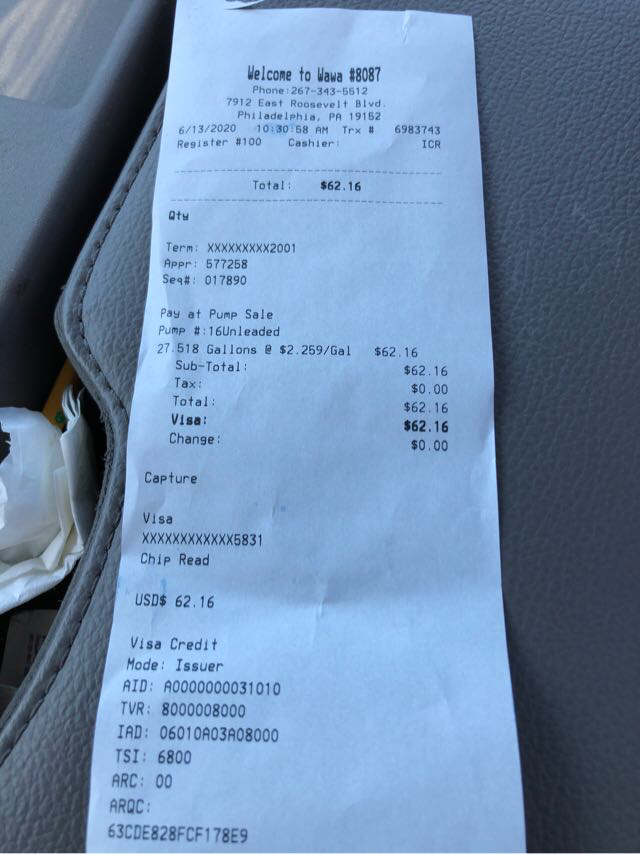 Welcome to Wawa #8087
Phone:267-343-5512
7912 East Roosevelt Blvd.
Philadelphia, PA 19152
6/13/2020 10:30:58 AM Trx # 6983743
Register #100 Cashier: ICR
Total: $62.16
Qty
Term: XXXXXXXXX2001
Appr: 577258
Seq#: 017890
Pay at Pump Sale
Pump #:16Unleaded
27.518 Gallons @ $2.259/Gal $62.16
Sub-Total: $62.16
Tax: $0.00
Total: $62.16
Visa: $62.16
Change: $0.00
Capture
Visa
XXXXXXXXXXXX5831
Chip Read
USD$ 62.16
Visa Credit
Mode: Issuer
AID: A0000000031010
TVR: 8000008000
IAD: 06010A03A08000
TSI: 6800
ARC: 00
ARQC:
63CDE828FCF178E9